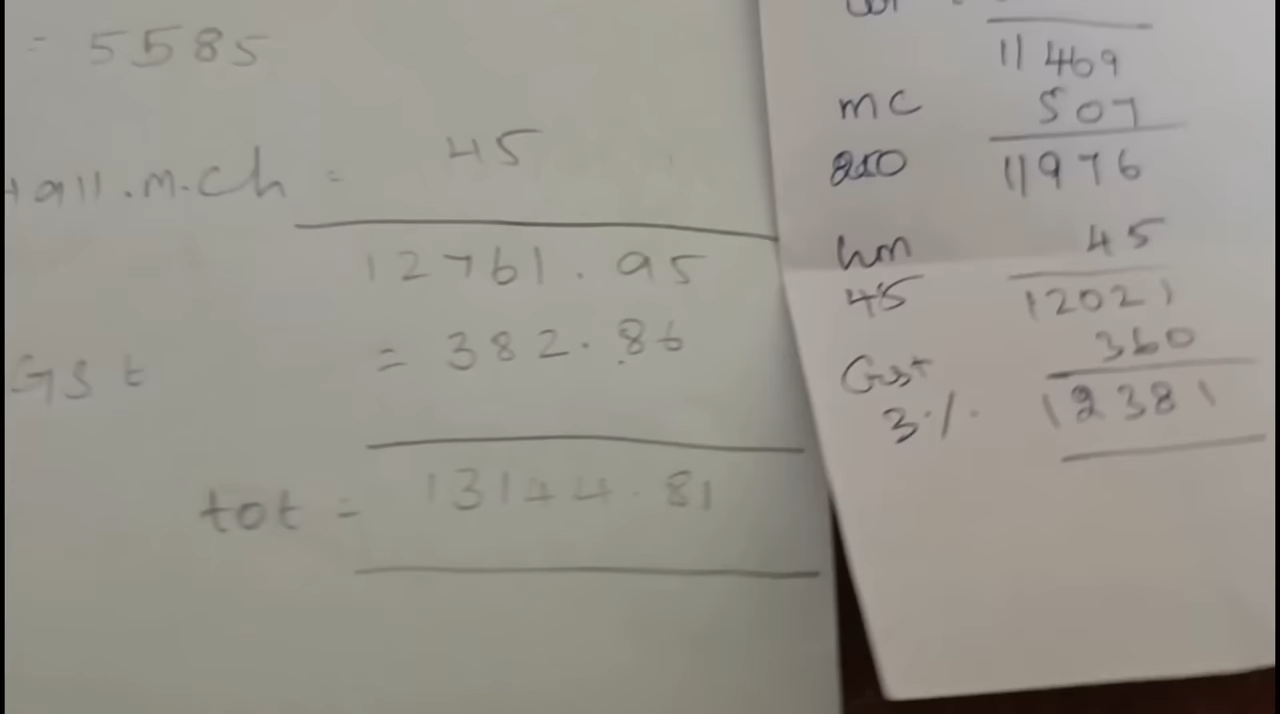 = 5585
Hall.m.Ch = 45
12761.95
Gst = 382.86
tot = 13144.81
11469
mc 507
11976
hm 45
45 12021
Gst 360
3% 12381